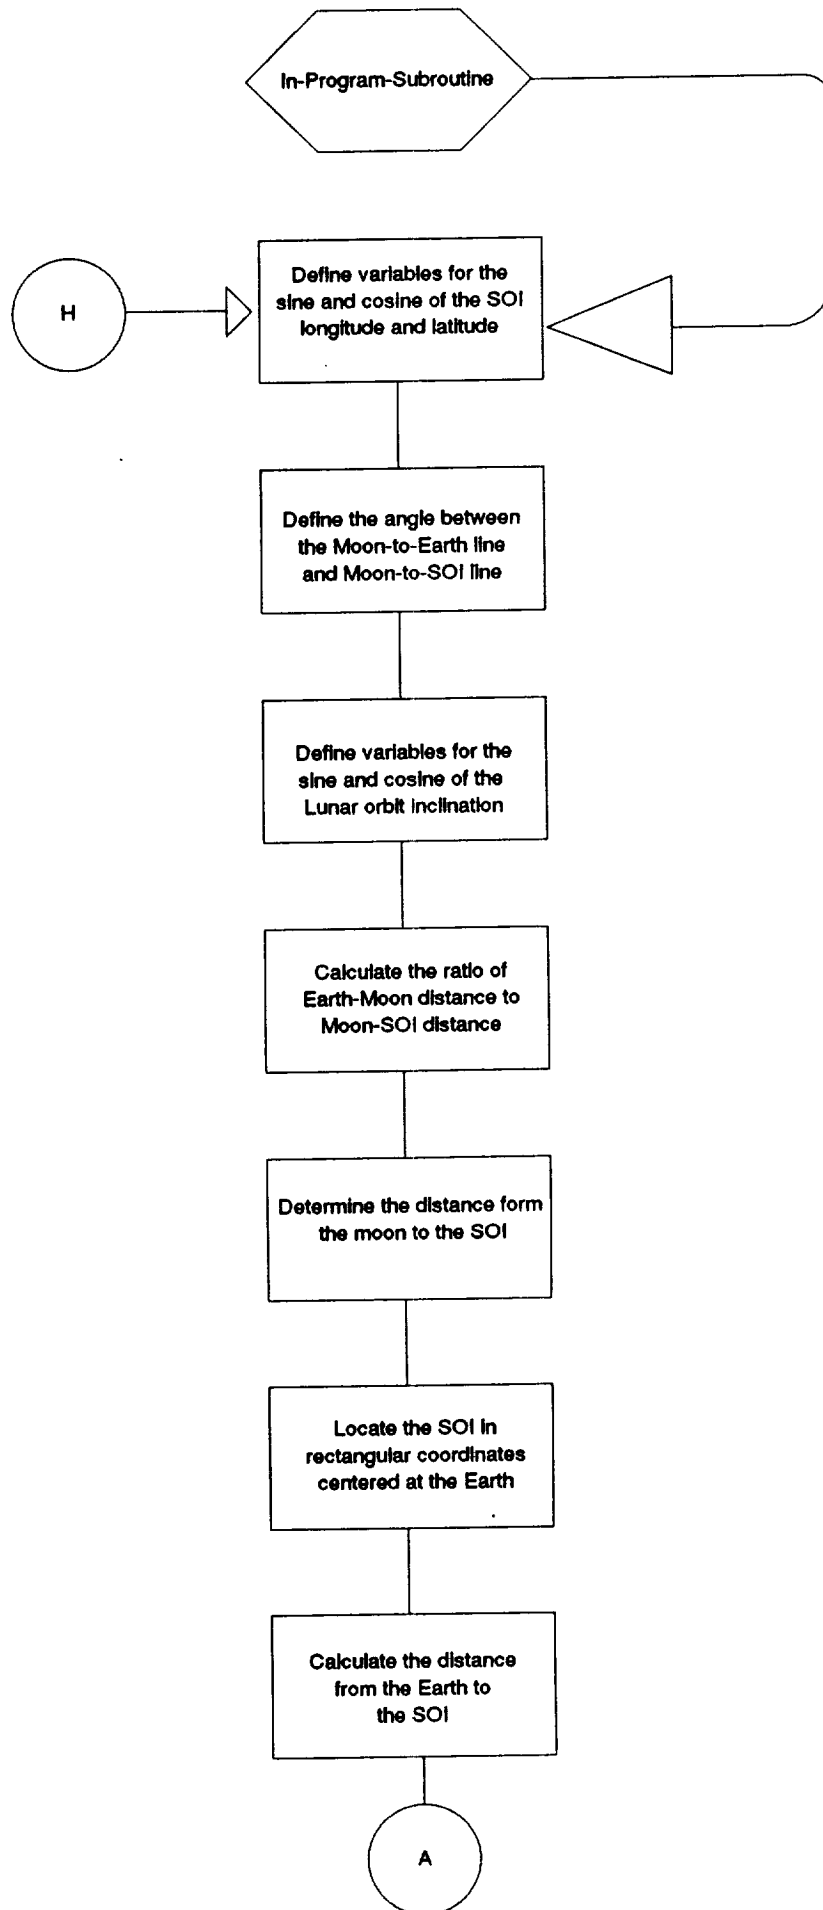 In-Program-Subroutine
H
Define variables for the
sine and cosine of the SOI
longitude and latitude
Define the angle between
the Moon-to-Earth line
and Moon-to-SOI line
Define variables for the
sine and cosine of the
Lunar orbit inclination
Calculate the ratio of
Earth-Moon distance to
Moon-SOI distance
Determine the distance form
the moon to the SOI
Locate the SOI in
rectangular coordinates
centered at the Earth
Calculate the distance
from the Earth to
the SOI
A